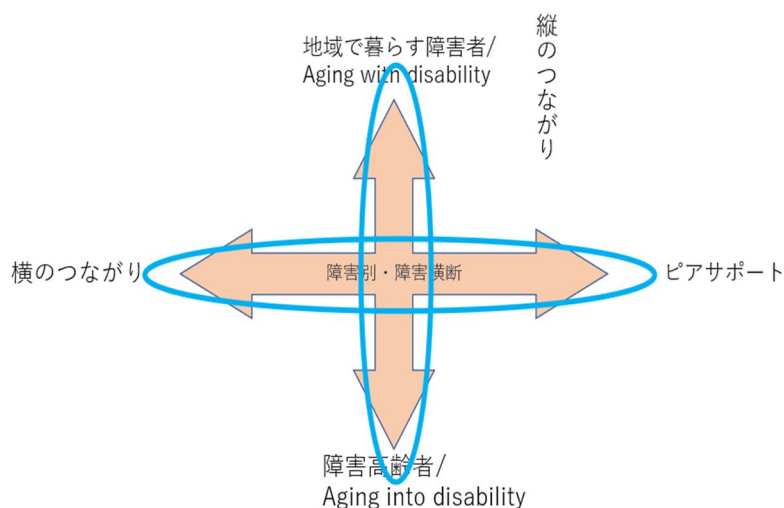 地域で暮らす障害者/
Aging with disability
縦のつながり
横のつながり
障害別・障害横断
ピアサポート
障害高齢者/
Aging into disability